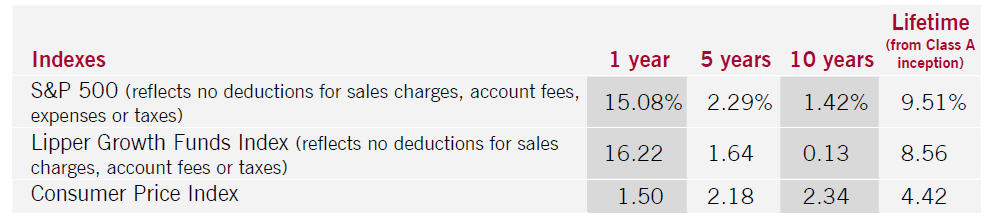 Lifetime
(from Class A
Indexes 1 year 5 years 10 years inception)
S&P 500 (reflects no deductions for sales charges, account fees,
expenses or taxes) 15.08% 2.29% 1.42% 9.51%
Lipper Growth Funds Index (reflects no deductions for sales
charges, account fees or taxes) 16.22 1.64 0.13 8.56
Consumer Price Index 1.50 2.18 2.34 4.42